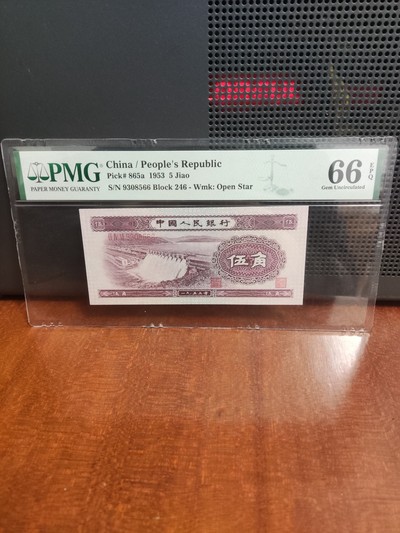 PMG
PAPER MONEY GUARANTY
China / People's Republic
Pick# 865a 1953 5 Jiao
S/N 9308566 Block 246 - Wmk: Open Star
66 EPQ
Gem Uncirculated
中國人民銀行
伍角